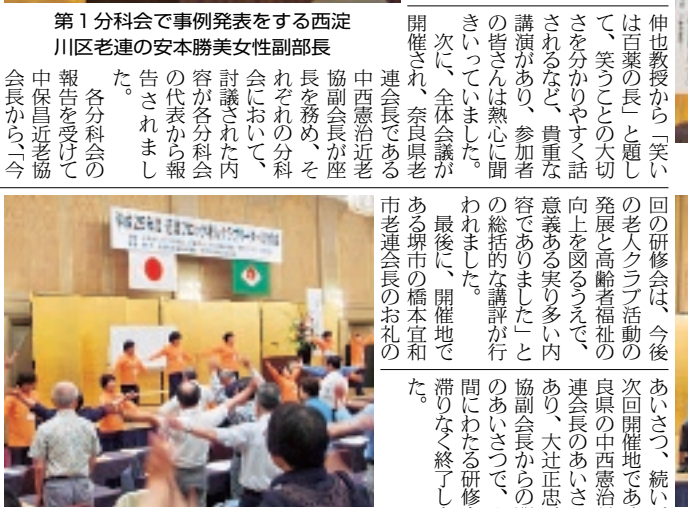 第1分科会で事例発表をする西淀
川区老連の安本勝美女性副部長
伸也教授から「笑い
は百薬の長」と題し
て、笑うことの大切
さを分かりやすく話
されるなど、貴重な
講演があり、参加者
の皆さんは熱心に聞
きいっていました。
次に、全体会議が
開催され、奈良県老
連会長である
中西憲治近老
協副会長が座
長を務め、そ
れぞれの分科
会において、
討議された内
容が各分科会
の代表から報
告されまし
た。
各分科会の
報告を受けて
中保昌近老協
会長から、「今
回の研修会は、今後
の老人クラブ活動の
発展と高齢者福祉の
向上を図るうえで、
意義ある実り多い内
容でありました」と
の総括的な講評が行
われました。
最後に、開催地で
ある堺市の橋本宜和
市老連会長のお礼の
あいさつ、続い
次回開催地であ
良県の中西憲治
連会長のあいさ
あり、大辻正忠
協副会長からの
のあいさつで、
間にわたる研修
滞りなく終了し
た。
平成25年度